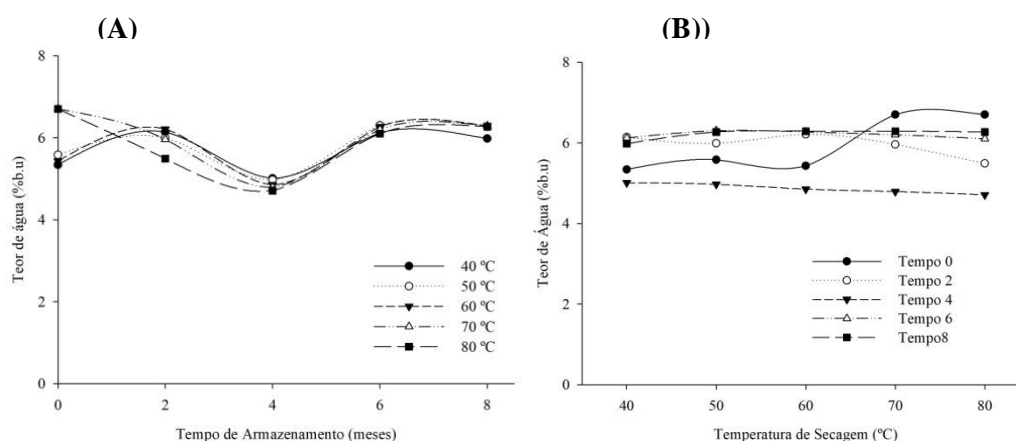 (A)
8
6
4
2
0
Teor de água (%b.u)
40 ºC
50 ºC
60 ºC
70 ºC
80 ºC
0 2 4 6 8
Tempo de Armazenamento (meses)
(B))
8
6
4
2
0
Teor de Água (%b.u)
Tempo 0
Tempo 2
Tempo 4
Tempo 6
Tempo8
40 50 60 70 80
Temperatura de Secagem (ºC)